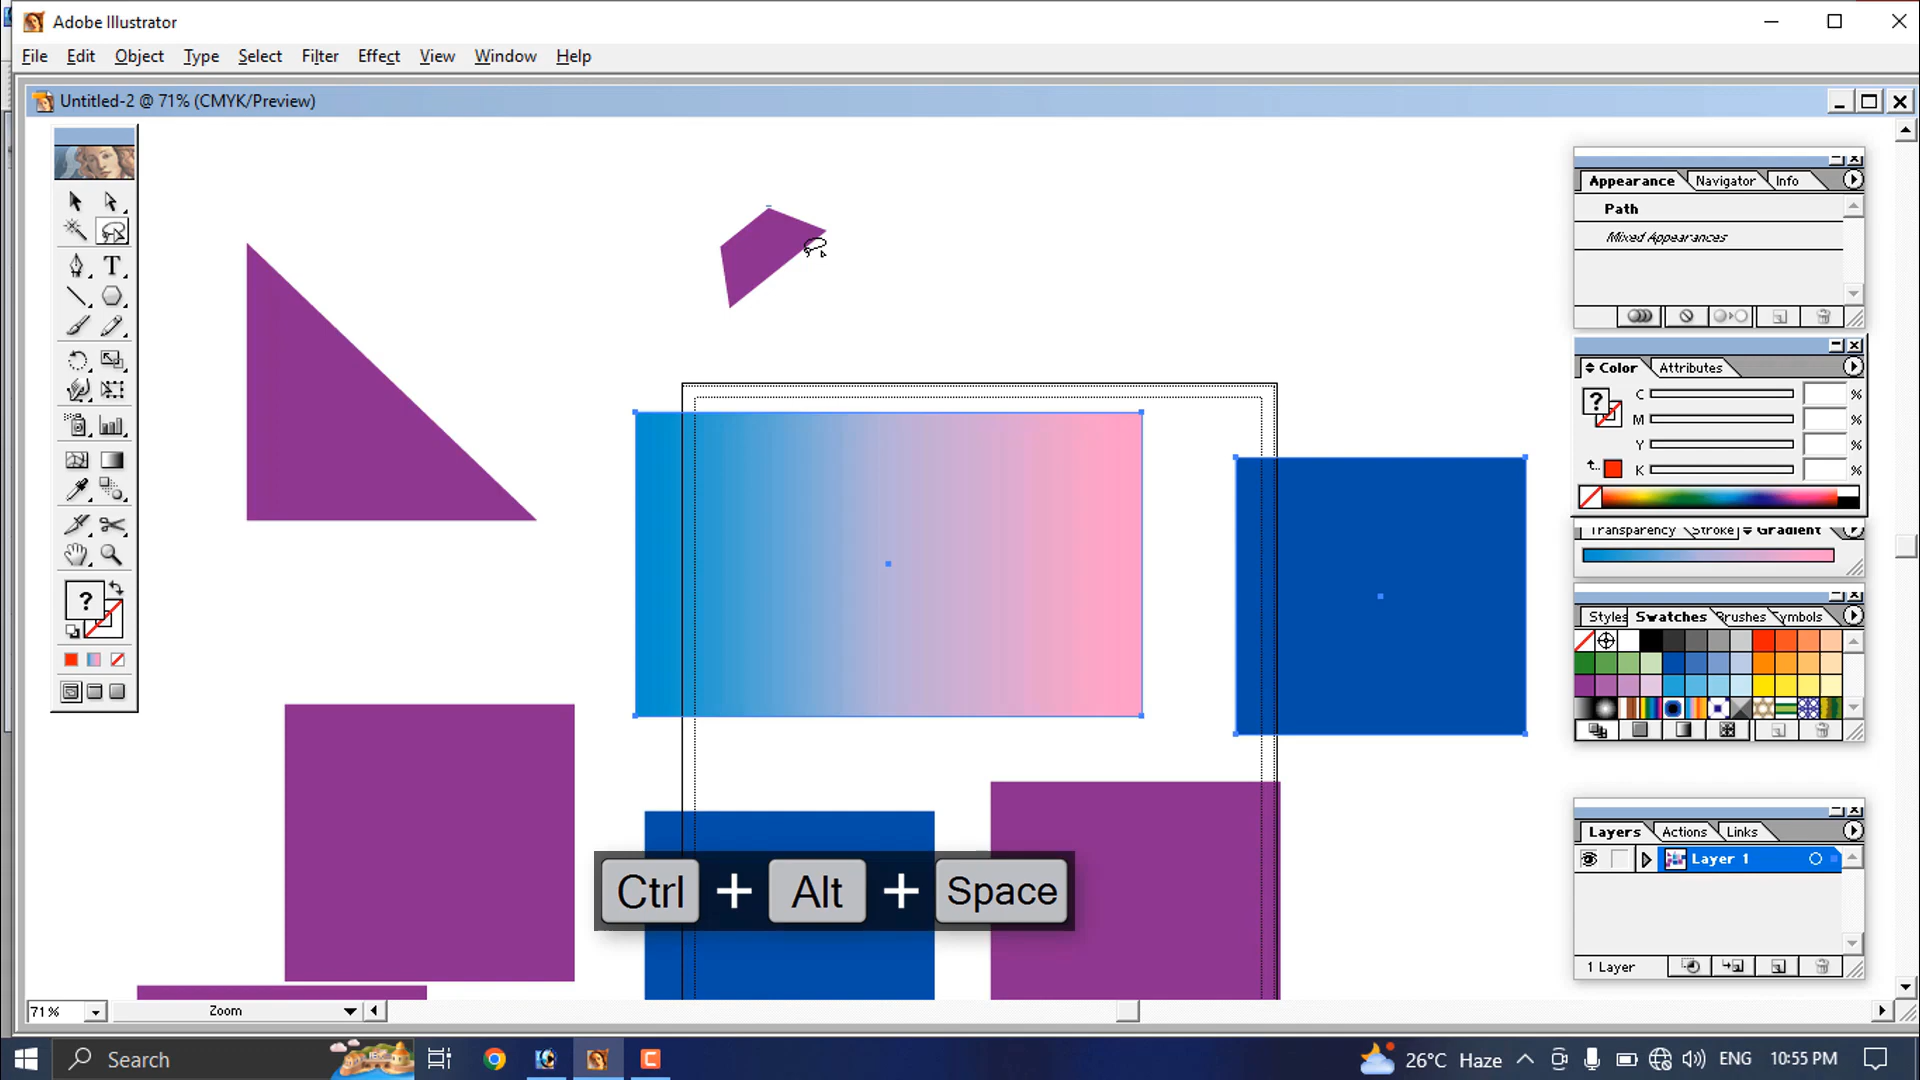 Adobe Illustrator
File Edit Object Type Select Filter Effect View Window Help
Untitled-2 @ 71% (CMYK/Preview)
Appearance Navigator Info
Path
Mixed Appearances
Color Attributes
C %
M %
Y %
K %
Transparency Stroke Gradient
Styles Swatches Brushes Symbols
Layers Actions Links
Layer 1
1 Layer
T
?
?
Ctrl + Alt + Space
71% Zoom
Search
26°C Haze ENG 10:55 PM